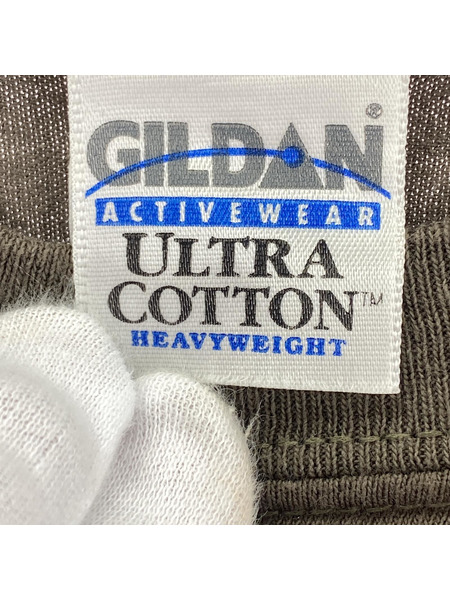 GILDAN®
ACTIVEWEAR
ULTRA
COTTON™
HEAVYWEIGHT